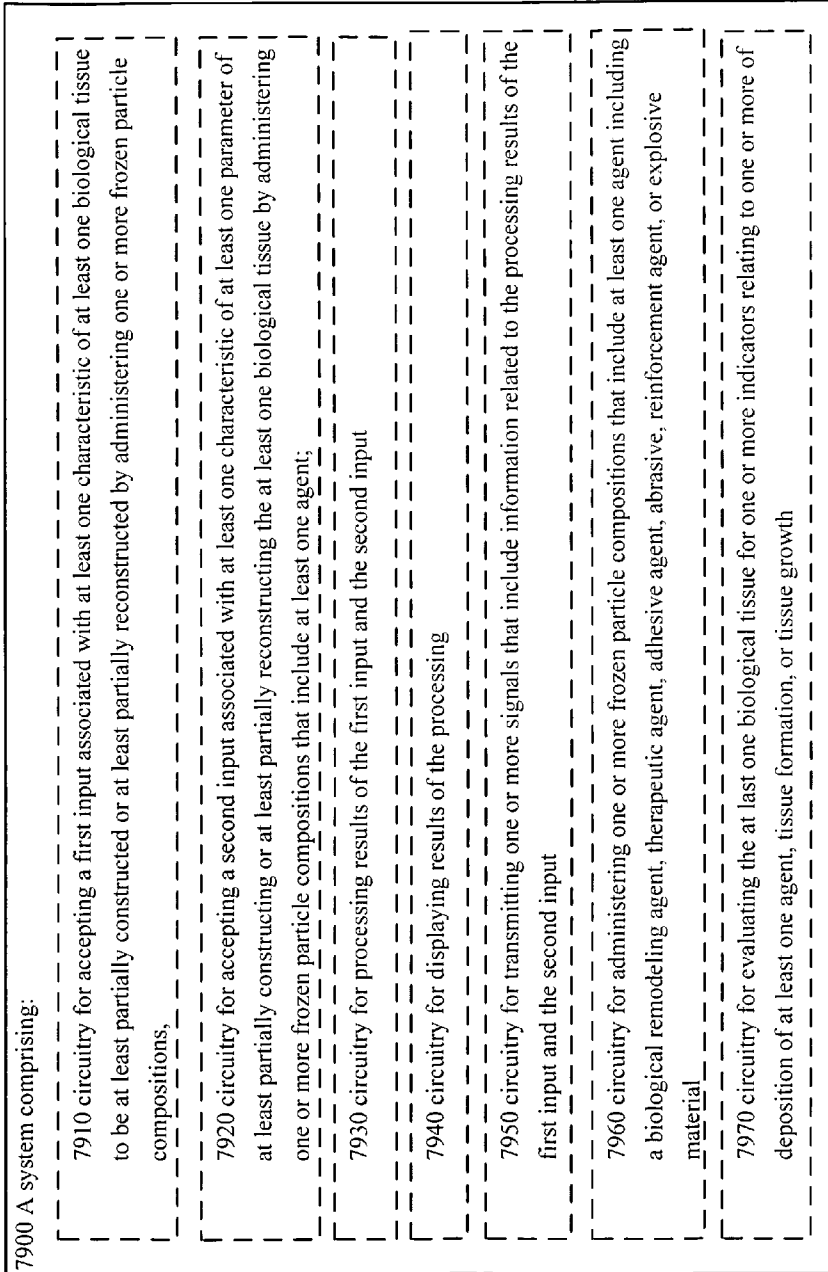 7900 A system comprising:
7910 circuitry for accepting a first input associated with at least one characteristic of at least one biological tissue
to be at least partially constructed or at least partially reconstructed by administering one or more frozen particle
compositions,
7920 circuitry for accepting a second input associated with at least one characteristic of at least one parameter of
at least partially constructing or at least partially reconstructing the at least one biological tissue by administering
one or more frozen particle compositions that include at least one agent;
7930 circuitry for processing results of the first input and the second input
7940 circuitry for displaying results of the processing
7950 circuitry for transmitting one or more signals that include information related to the processing results of the
first input and the second input
7960 circuitry for administering one or more frozen particle compositions that include at least one agent including
a biological remodeling agent, therapeutic agent, adhesive agent, abrasive, reinforcement agent, or explosive
material
7970 circuitry for evaluating the at last one biological tissue for one or more indicators relating to one or more of
deposition of at least one agent, tissue formation, or tissue growth